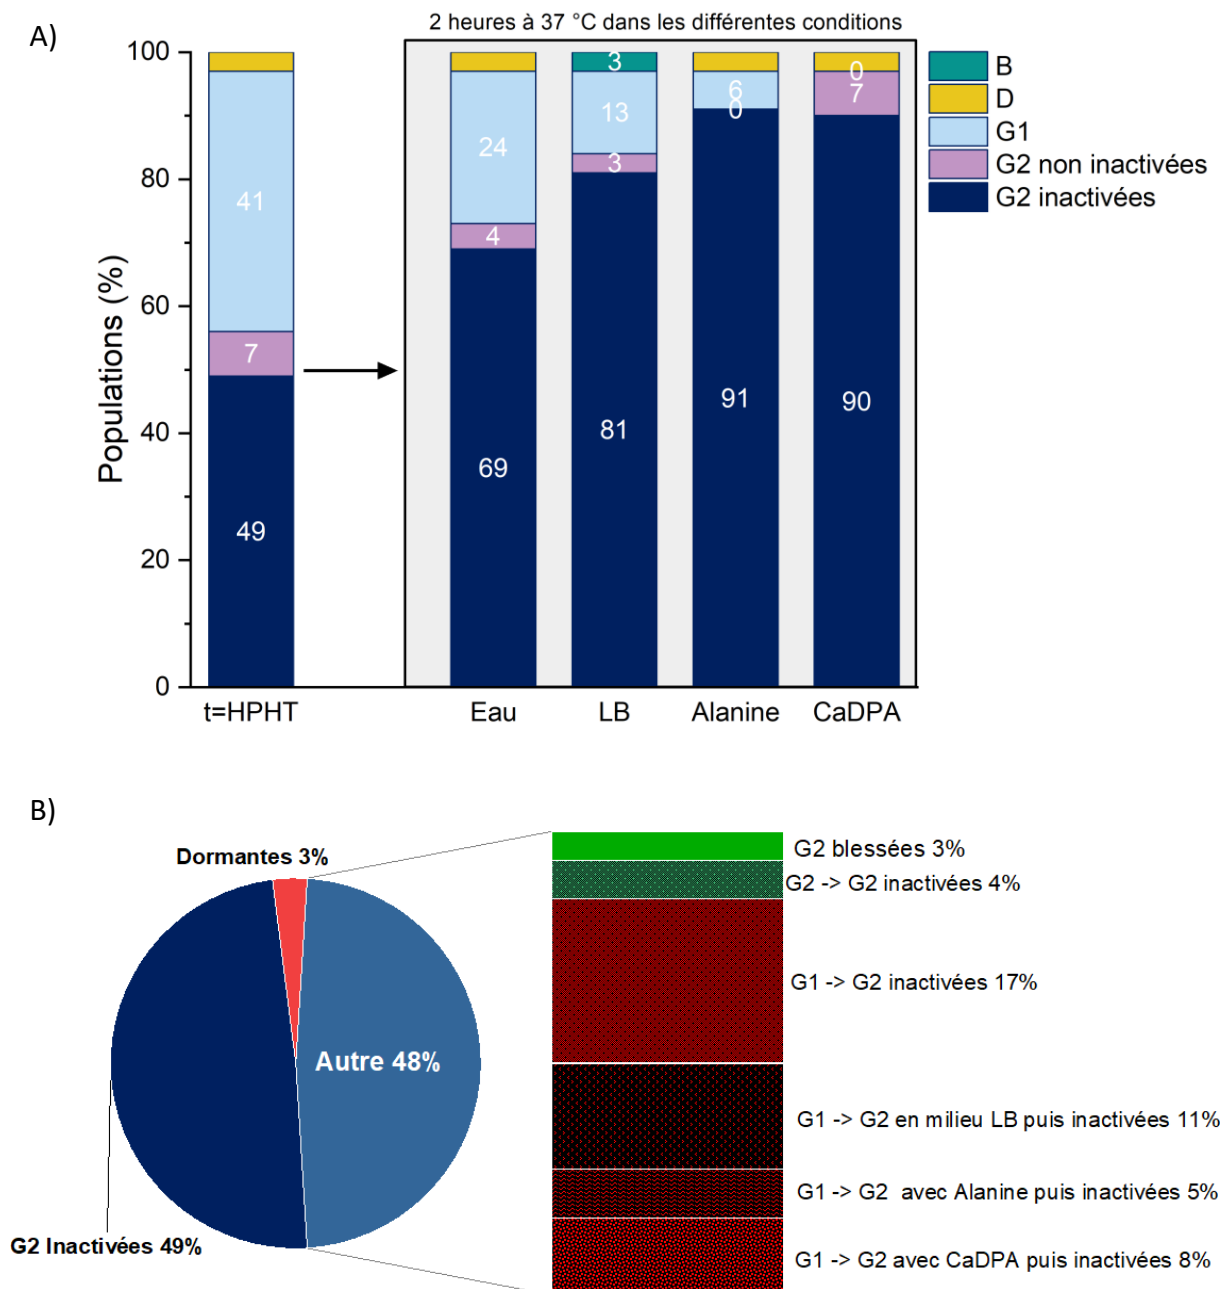 A)
2 heures à 37 °C dans les différentes conditions
Populations (%)
100
80
60
40
20
0
41
7
49
24
4
69
3
13
3
81
6
0
91
0
7
90
t=HPHT
Eau
LB
Alanine
CaDPA
B
D
G1
G2 non inactivées
G2 inactivées
B)
Dormantes 3%
Autre 48%
G2 Inactivées 49%
G2 blessées 3%
G2 -> G2 inactivées 4%
G1 -> G2 inactivées 17%
G1 -> G2 en milieu LB puis inactivées 11%
G1 -> G2 avec Alanine puis inactivées 5%
G1 -> G2 avec CaDPA puis inactivées 8%